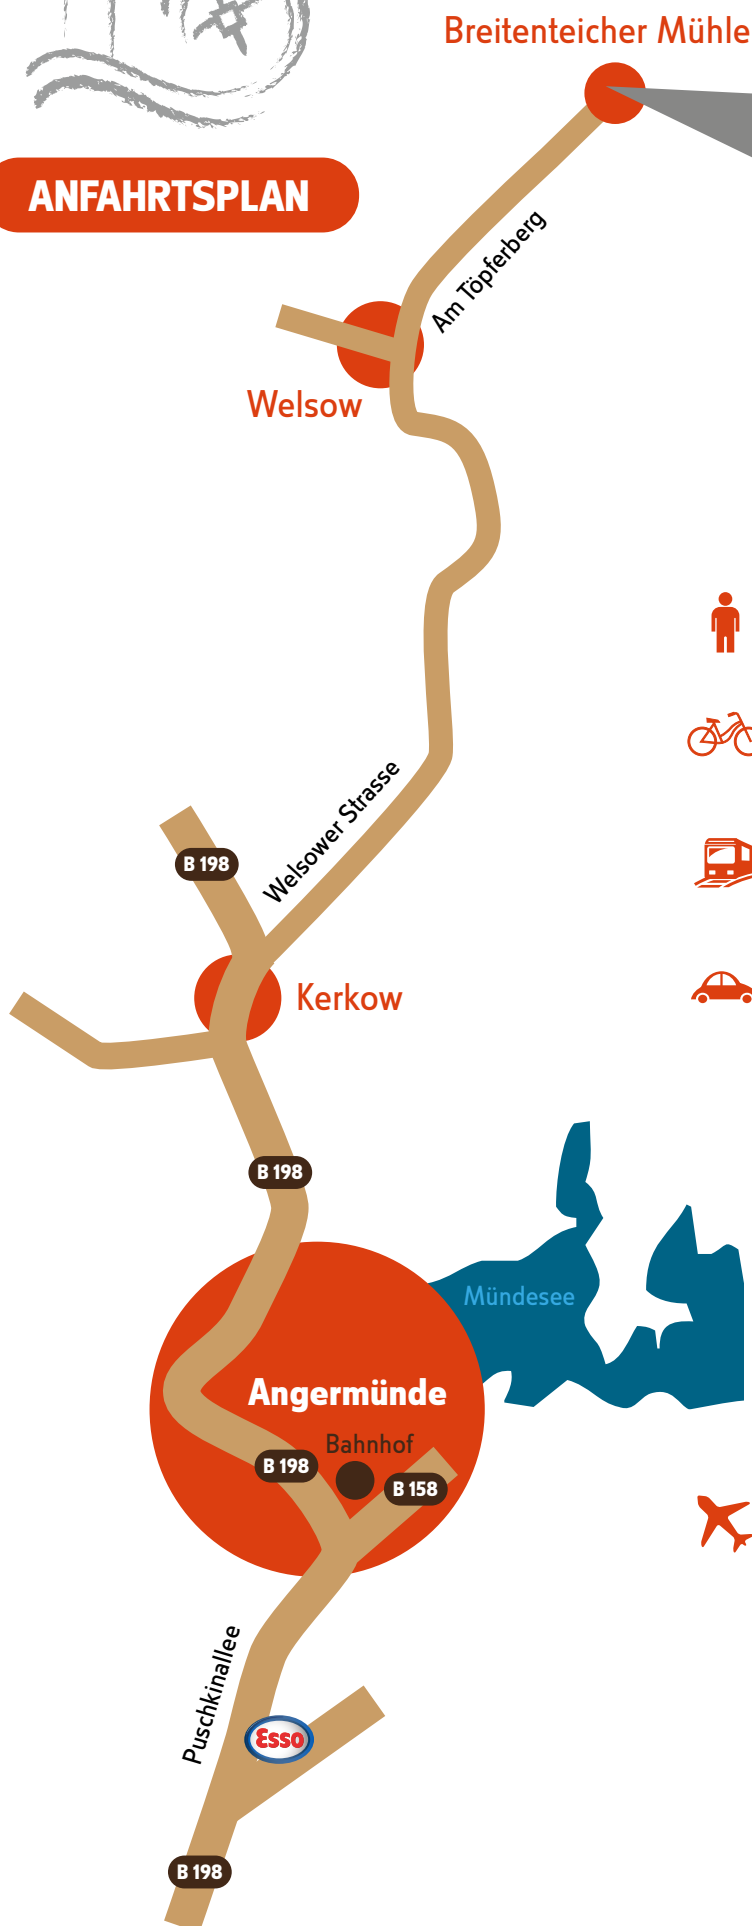 Breitenteicher Mühle
ANFAHRTSPLAN
Am Töpferberg
Welsow
Welsower Strasse
B 198
Kerkow
B 198
Mündesee
Angermünde
Bahnhof
B 198
B 158
Puschkinallee
Esso
B 198